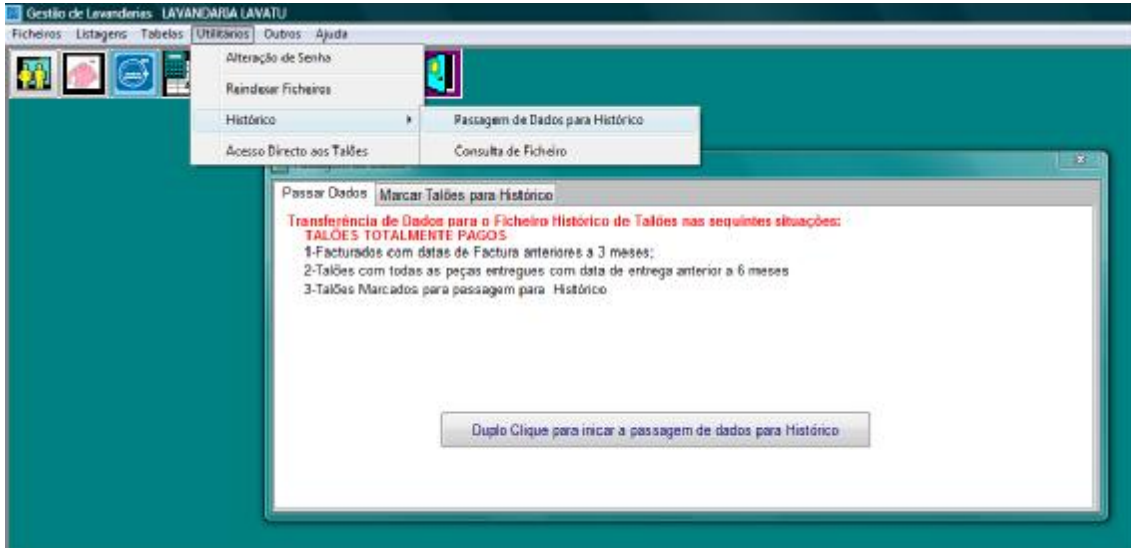 Gestão de Lavandarias LAVANDARIA LAVATU
Ficheiros Listagens Tabelas Utilitários Outros Ajuda
Alteração de Senha
Reindexar Ficheiros
Histórico
Passagem de Dados para Histórico
Acesso Directo aos Talões
Consulta de Ficheiro
Passar Dados Marcar Talões para Histórico
Transferência de Dados para o Ficheiro Histórico de Talões nas seguintes situações:
TALÕES TOTALMENTE PAGOS
1-Facturados com datas de Factura anteriores a 3 meses;
2-Talões com todas as peças entregues com data de entrega anterior a 6 meses
3-Talões Marcados para passagem para Histórico
Duplo Clique para inicar a passagem de dados para Histórico